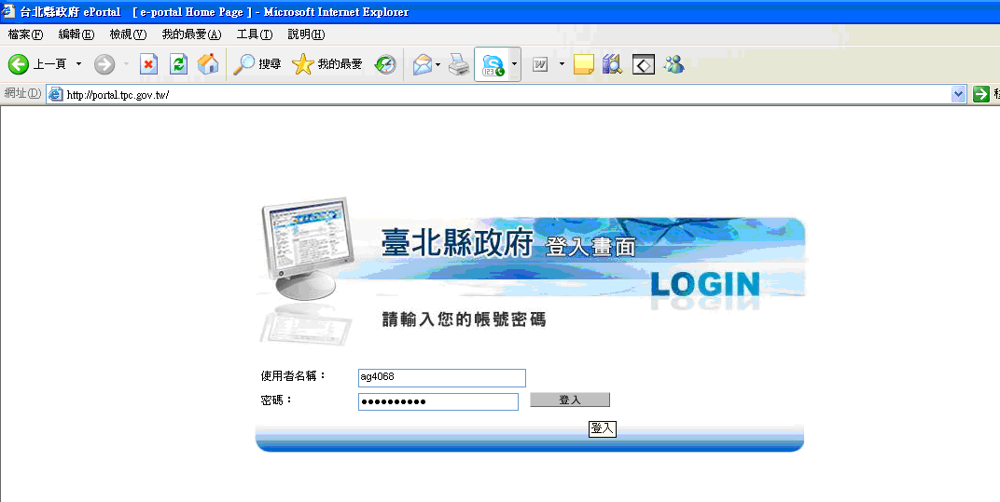 台北縣政府 ePortal [ e-portal Home Page ] - Microsoft Internet Explorer
檔案(F) 編輯(E) 檢視(V) 我的最愛(A) 工具(T) 說明(H)
上一頁 搜尋 我的最愛 123 W
網址(D) http://portal.tpc.gov.tw/
臺北縣政府 登入畫面
LOGIN
請輸入您的帳號密碼
使用者名稱： ag4068
密碼： ●●●●●●●●●● 登入
登入